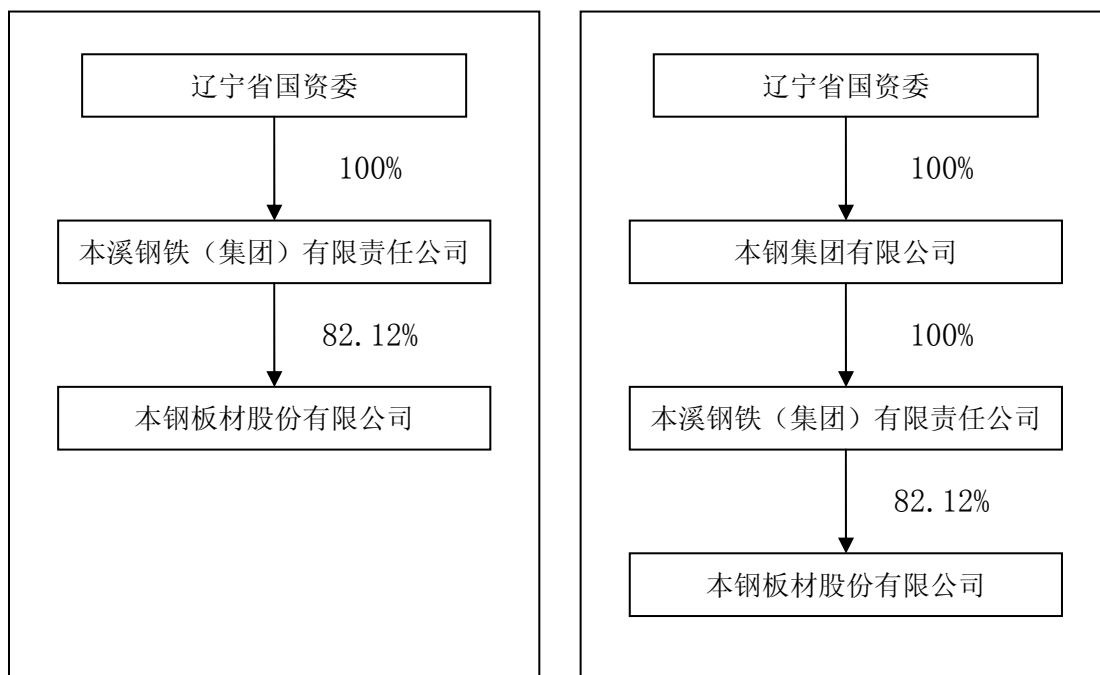 辽宁省国资委
100%
本溪钢铁（集团）有限责任公司
82.12%
本钢板材股份有限公司
辽宁省国资委
100%
本钢集团有限公司
100%
本溪钢铁（集团）有限责任公司
82.12%
本钢板材股份有限公司